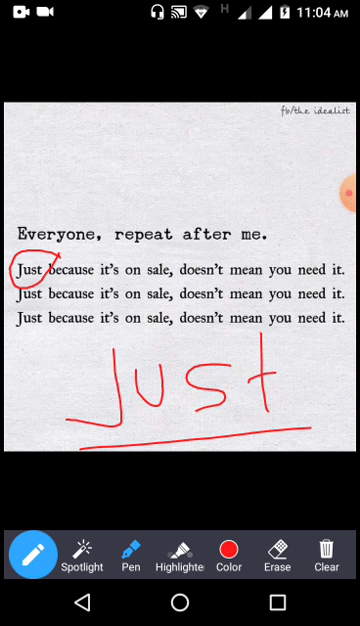 H 11:04 AM
fb/the idealist
Everyone, repeat after me.
Just because it's on sale, doesn't mean you need it.
Just because it's on sale, doesn't mean you need it.
Just because it's on sale, doesn't mean you need it.
Just
Spotlight Pen Highlighte Color Erase Clear